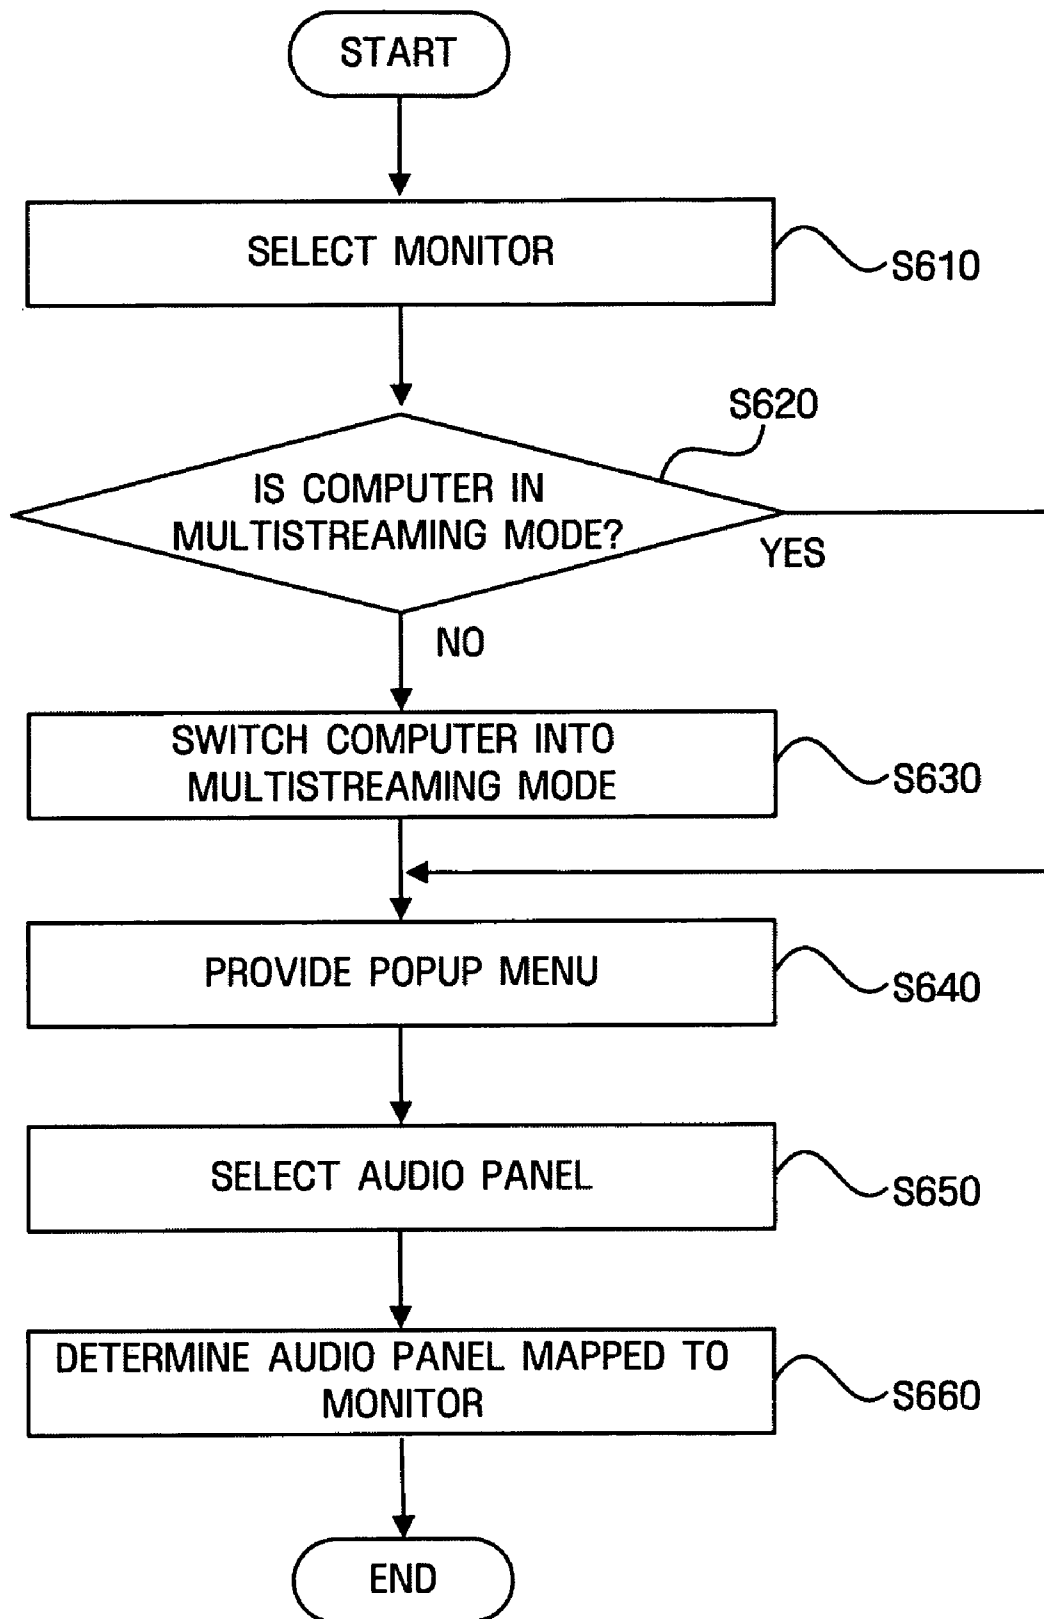 START
SELECT MONITOR
S610
S620
IS COMPUTER IN
MULTISTREAMING MODE?
YES
NO
SWITCH COMPUTER INTO
MULTISTREAMING MODE
S630
PROVIDE POPUP MENU
S640
SELECT AUDIO PANEL
S650
DETERMINE AUDIO PANEL MAPPED TO
MONITOR
S660
END